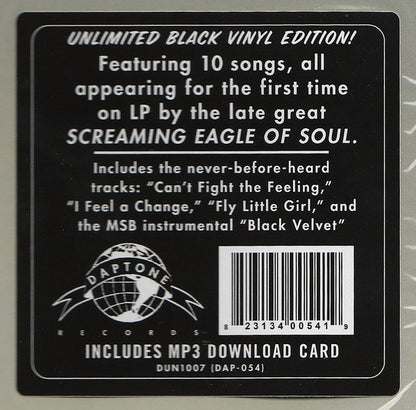 UNLIMITED BLACK VINYL EDITION!
Featuring 10 songs, all
appearing for the first time
on LP by the late great
SCREAMING EAGLE OF SOUL.
Includes the never-before-heard
tracks: “Can’t Fight the Feeling,”
“I Feel a Change,” “Fly Little Girl,” and
the MSB instrumental “Black Velvet”
DAPTONE
RECORDS
8 23134 00541 9
INCLUDES MP3 DOWNLOAD CARD
DUN1007 (DAP-054)